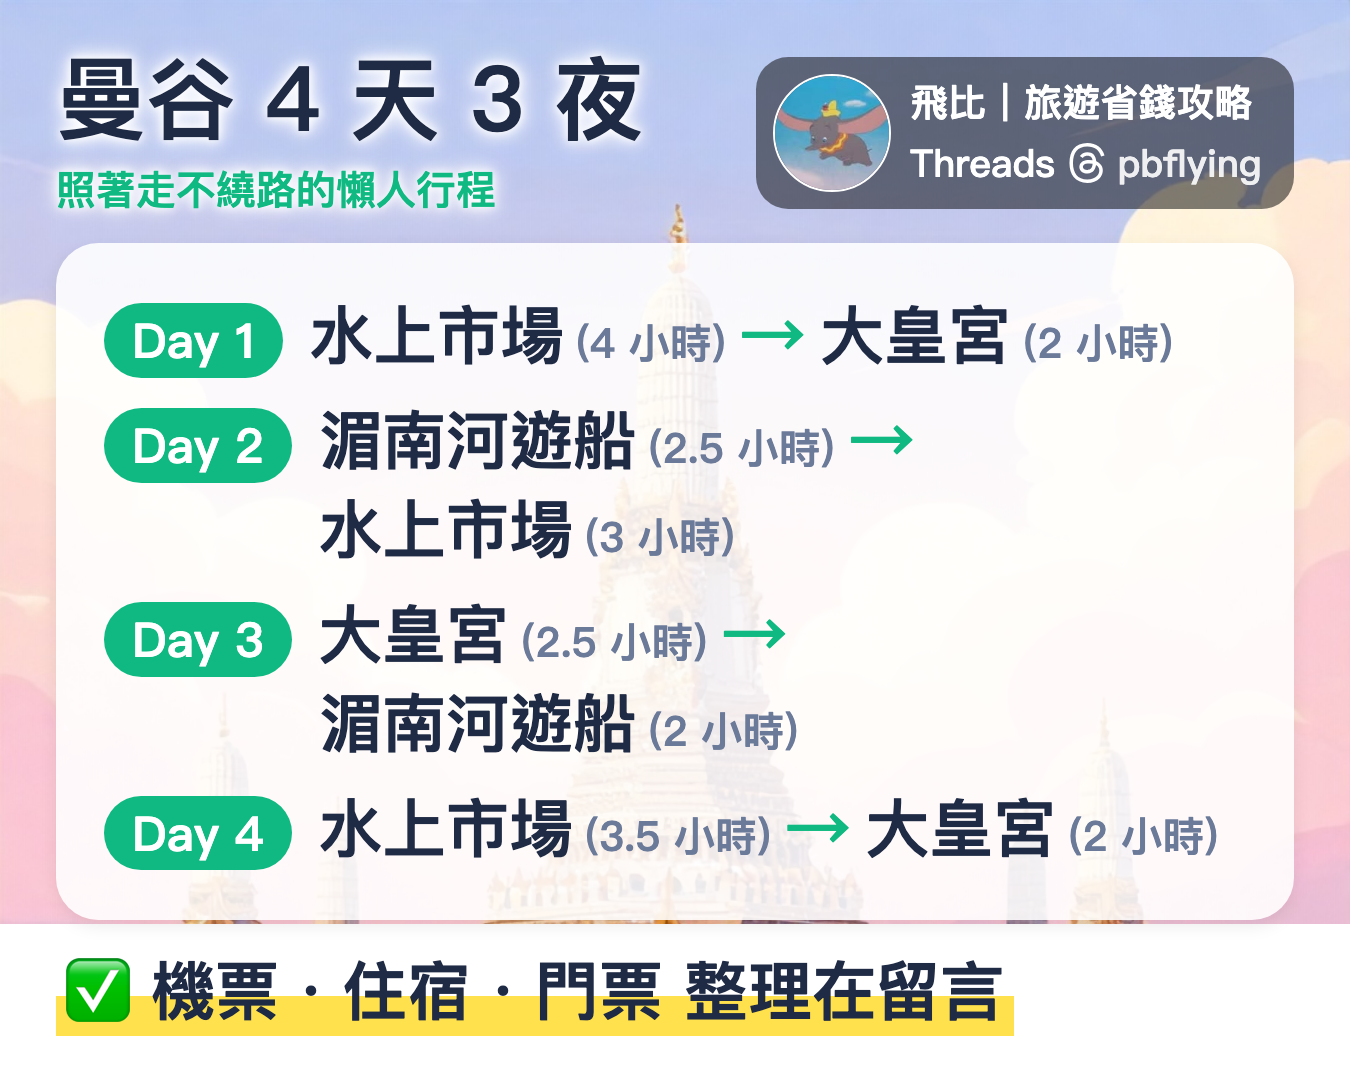 曼谷 4 天 3 夜
照著走不繞路的懶人行程
飛比｜旅遊省錢攻略
Threads pbflying
Day 1 水上市場 (4 小時) → 大皇宮 (2 小時)
Day 2 湄南河遊船 (2.5 小時) →
水上市場 (3 小時)
Day 3 大皇宮 (2.5 小時) →
湄南河遊船 (2 小時)
Day 4 水上市場 (3.5 小時) → 大皇宮 (2 小時)
✅ 機票 · 住宿 · 門票 整理在留言